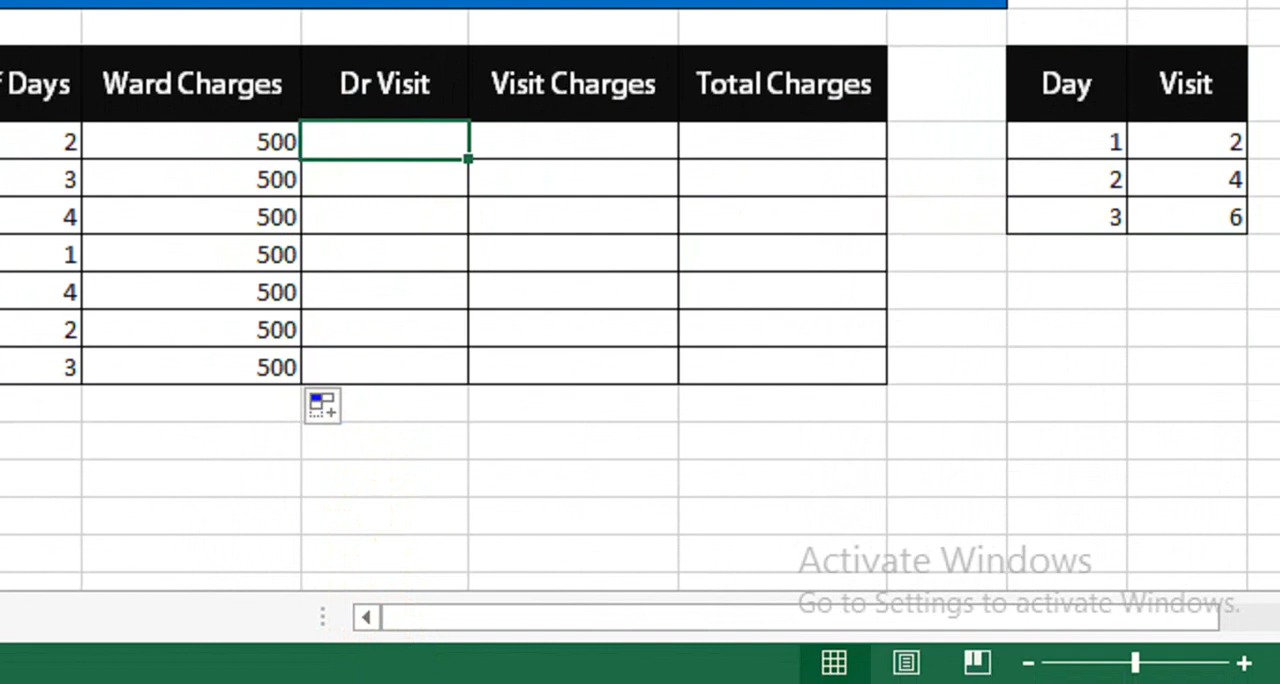 Days Ward Charges Dr Visit Visit Charges Total Charges Day Visit
2 500 1 2
3 500 2 4
4 500 3 6
1 500
4 500
2 500
3 500
Activate Windows
Go to Settings to activate Windows.